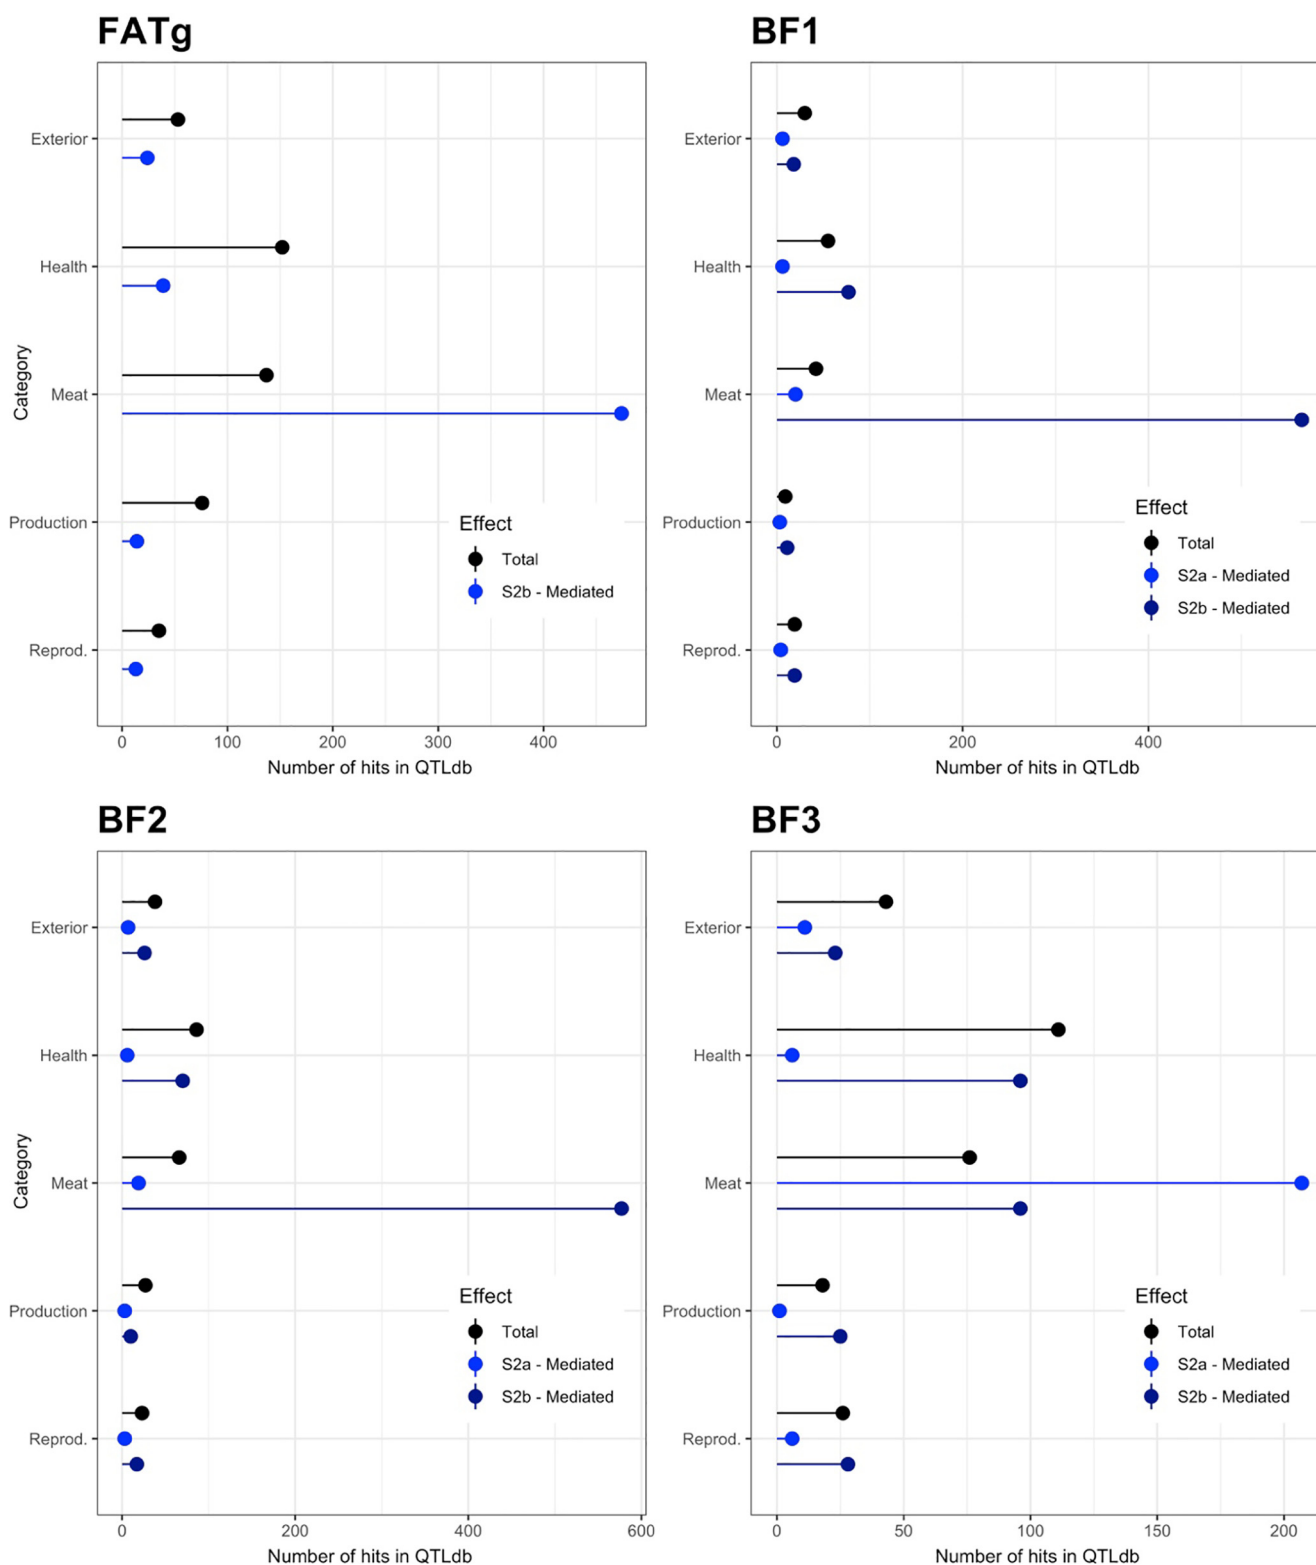 FATg
Category
Exterior
Health
Meat
Production
Reprod.
Effect
Total
S2b - Mediated
0 100 200 300 400
Number of hits in QTLdb
BF1
Exterior
Health
Meat
Production
Reprod.
Effect
Total
S2a - Mediated
S2b - Mediated
0 200 400
Number of hits in QTLdb
BF2
Category
Exterior
Health
Meat
Production
Reprod.
Effect
Total
S2a - Mediated
S2b - Mediated
0 200 400 600
Number of hits in QTLdb
BF3
Exterior
Health
Meat
Production
Reprod.
Effect
Total
S2a - Mediated
S2b - Mediated
0 50 100 150 200
Number of hits in QTLdb